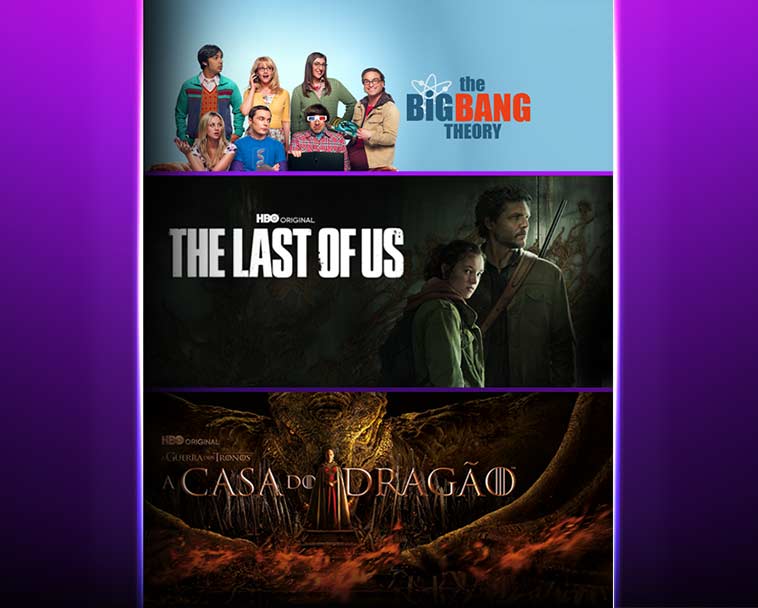 the
BIG BANG
THEORY
HBO ORIGINAL
THE LAST OF US
HBO ORIGINAL
A GUERRA DOS TRONOS
A CASA DO DRAGÃO